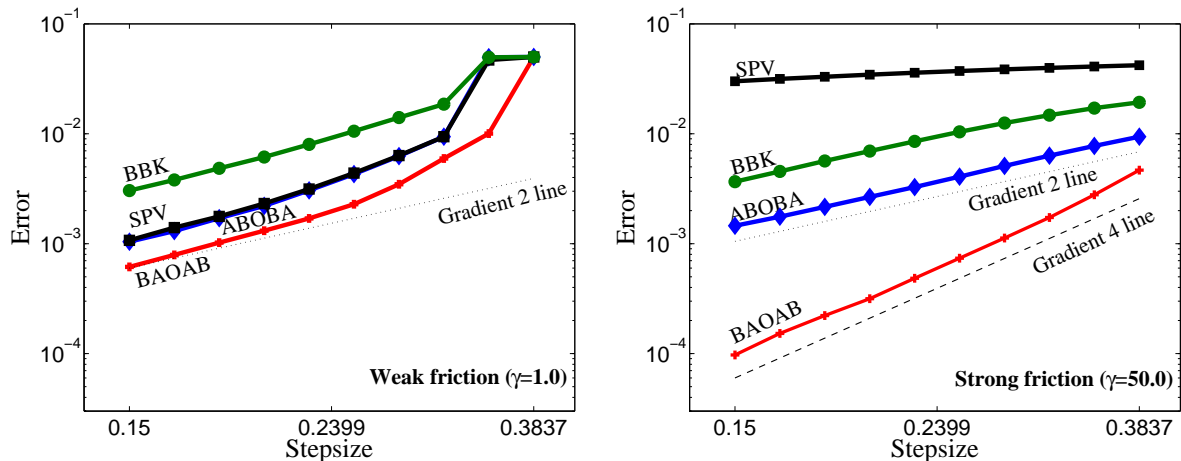 10^-1
10^-2
10^-3
10^-4
Error
BBK
SPV
ABOBA
BAOAB
Gradient 2 line
Weak friction (γ=1.0)
0.15
0.2399
0.3837
Stepsize
10^-1
10^-2
10^-3
10^-4
Error
SPV
BBK
ABOBA
Gradient 2 line
Gradient 4 line
BAOAB
Strong friction (γ=50.0)
0.15
0.2399
0.3837
Stepsize